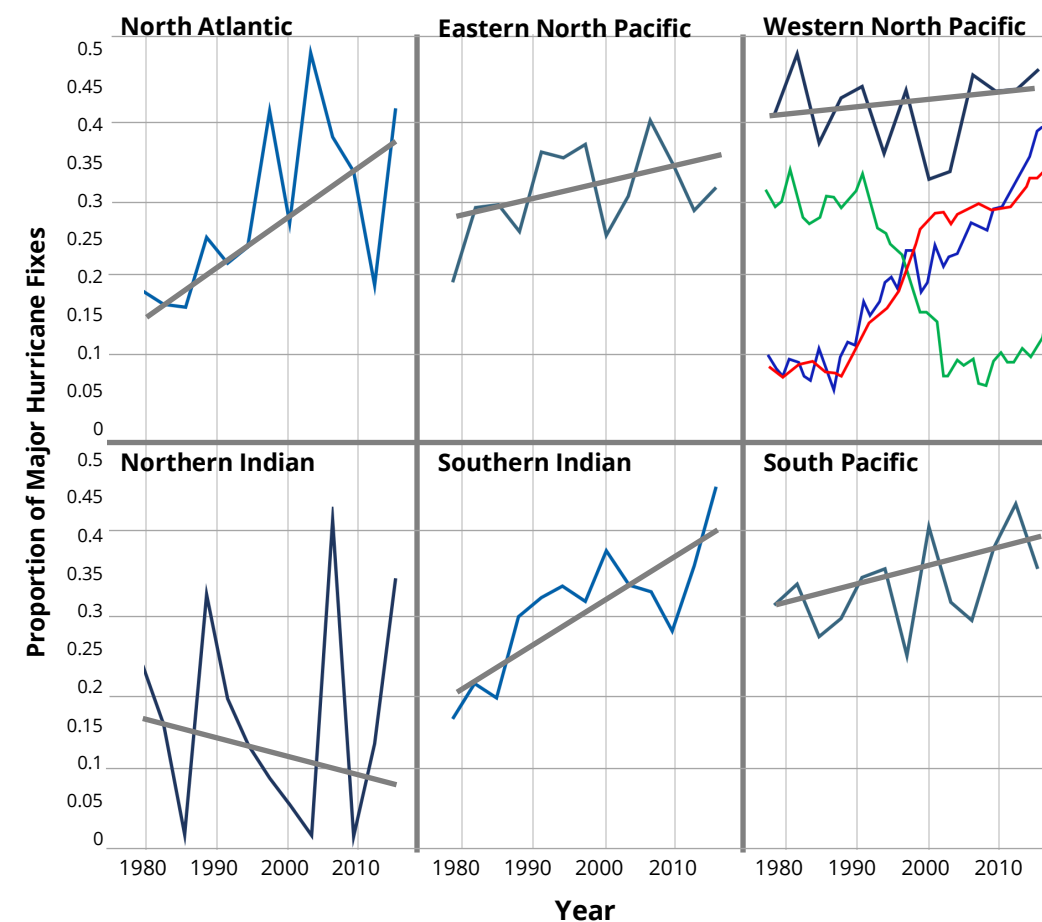 North Atlantic
Eastern North Pacific
Western North Pacific
0.5
0.45
0.4
0.35
0.3
0.25
0.2
0.15
0.1
0.05
0
Proportion of Major Hurricane Fixes
Northern Indian
Southern Indian
South Pacific
0.5
0.45
0.4
0.35
0.3
0.25
0.2
0.15
0.1
0.05
0
1980 1990 2000 2010
1980 1990 2000 2010
1980 1990 2000 2010
Year